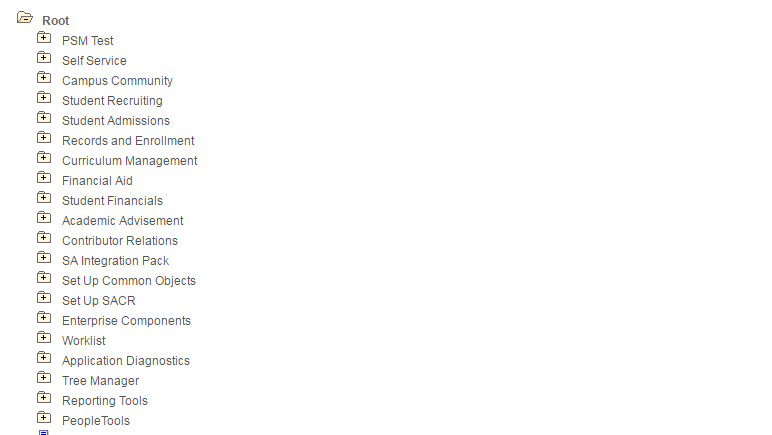 Root
PSM Test
Self Service
Campus Community
Student Recruiting
Student Admissions
Records and Enrollment
Curriculum Management
Financial Aid
Student Financials
Academic Advisement
Contributor Relations
SA Integration Pack
Set Up Common Objects
Set Up SACR
Enterprise Components
Worklist
Application Diagnostics
Tree Manager
Reporting Tools
PeopleTools